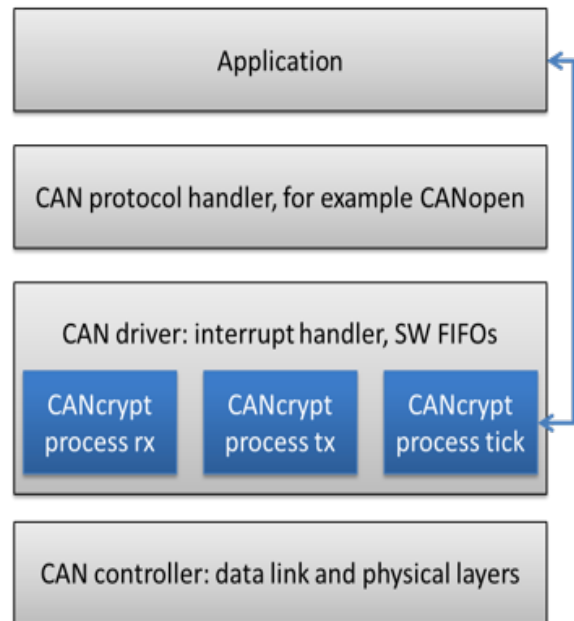 Application
CAN protocol handler, for example CANopen
CAN driver: interrupt handler, SW FIFOs
CANcrypt
process rx
CANcrypt
process tx
CANcrypt
process tick
CAN controller: data link and physical layers